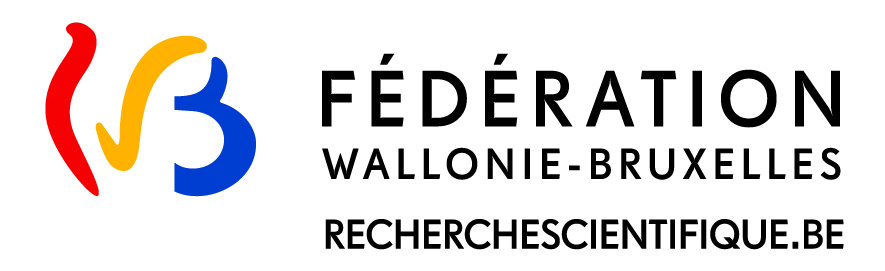 FÉDÉRATION
WALLONIE-BRUXELLES
RECHERCHESCIENTIFIQUE.BE